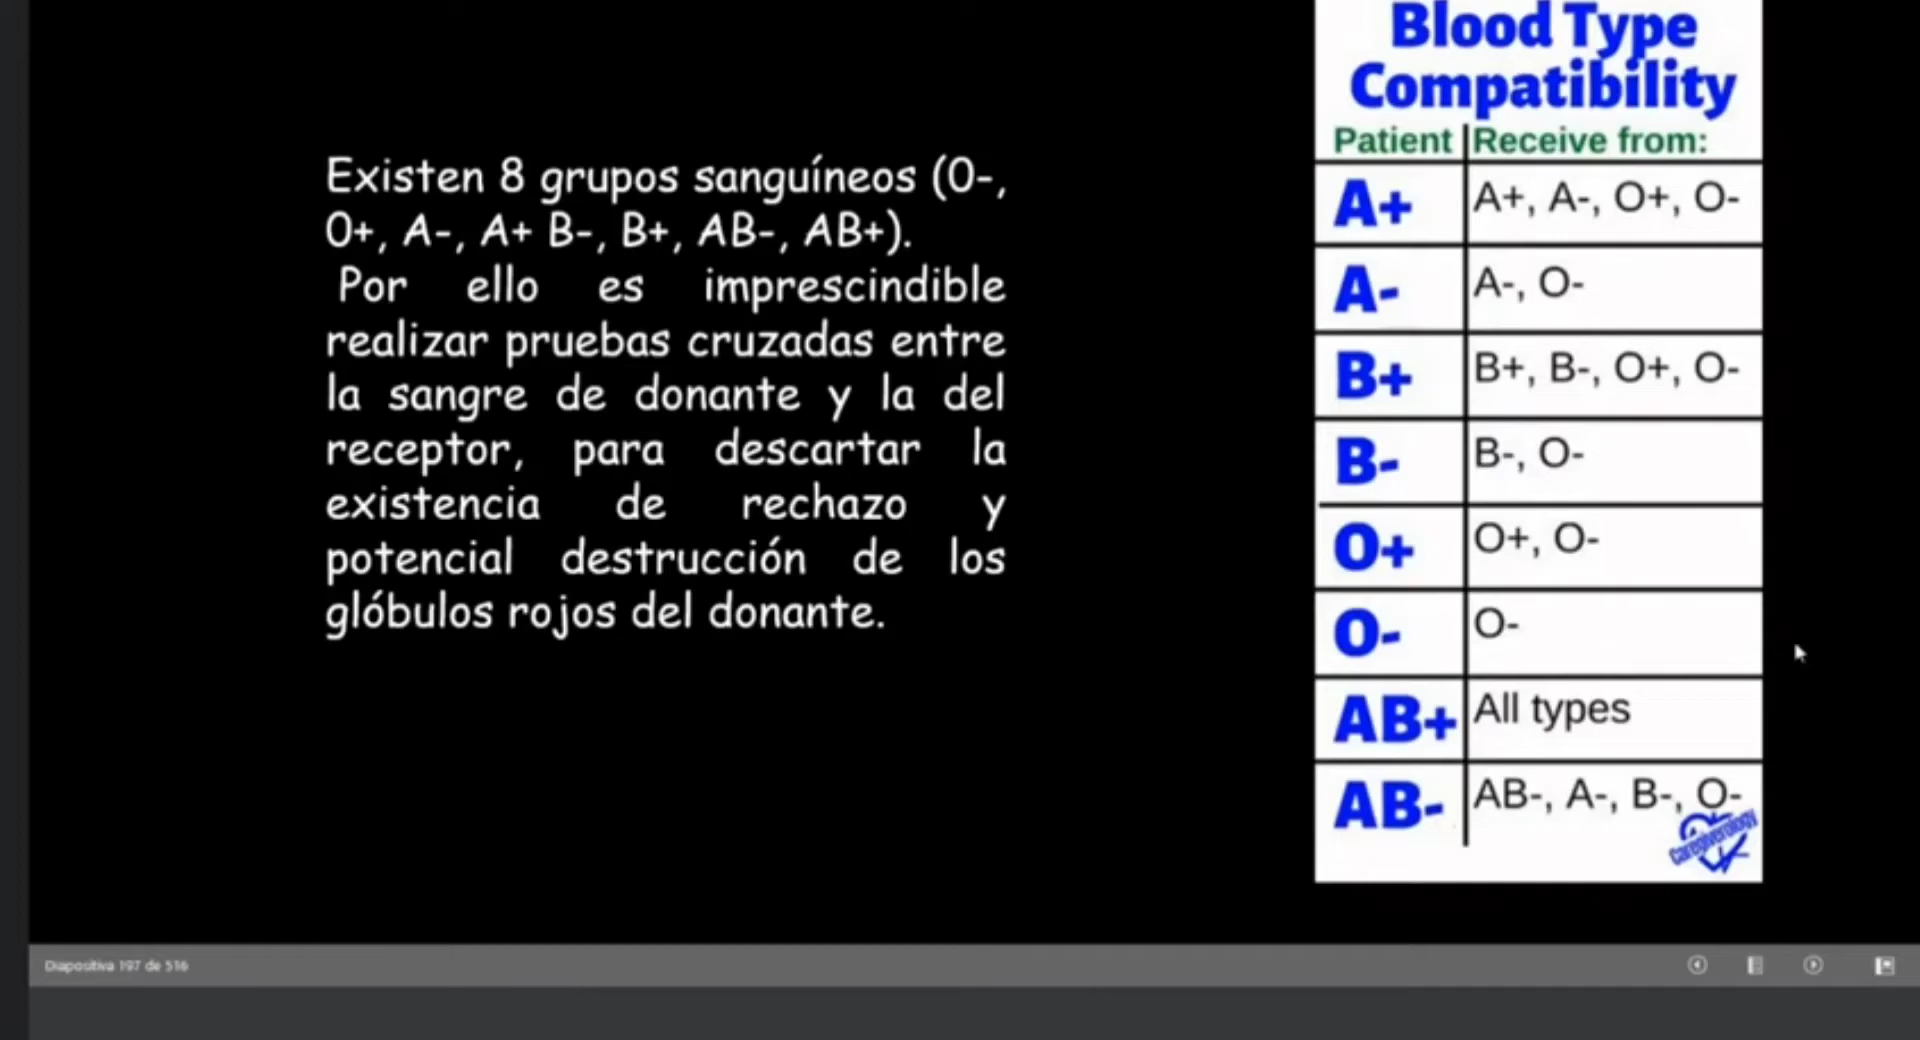 Existen 8 grupos sanguíneos (0-,
0+, A-, A+ B-, B+, AB-, AB+).
Por ello es imprescindible
realizar pruebas cruzadas entre
la sangre de donante y la del
receptor, para descartar la
existencia de rechazo y
potencial destrucción de los
glóbulos rojos del donante.
Blood Type
Compatibility
Patient Receive from:
A+ A+, A-, O+, O-
A- A-, O-
B+ B+, B-, O+, O-
B- B-, O-
O+ O+, O-
O- O-
AB+ All types
AB- AB-, A-, B-, O-
Caregiverology
Diapositiva 197 de 516